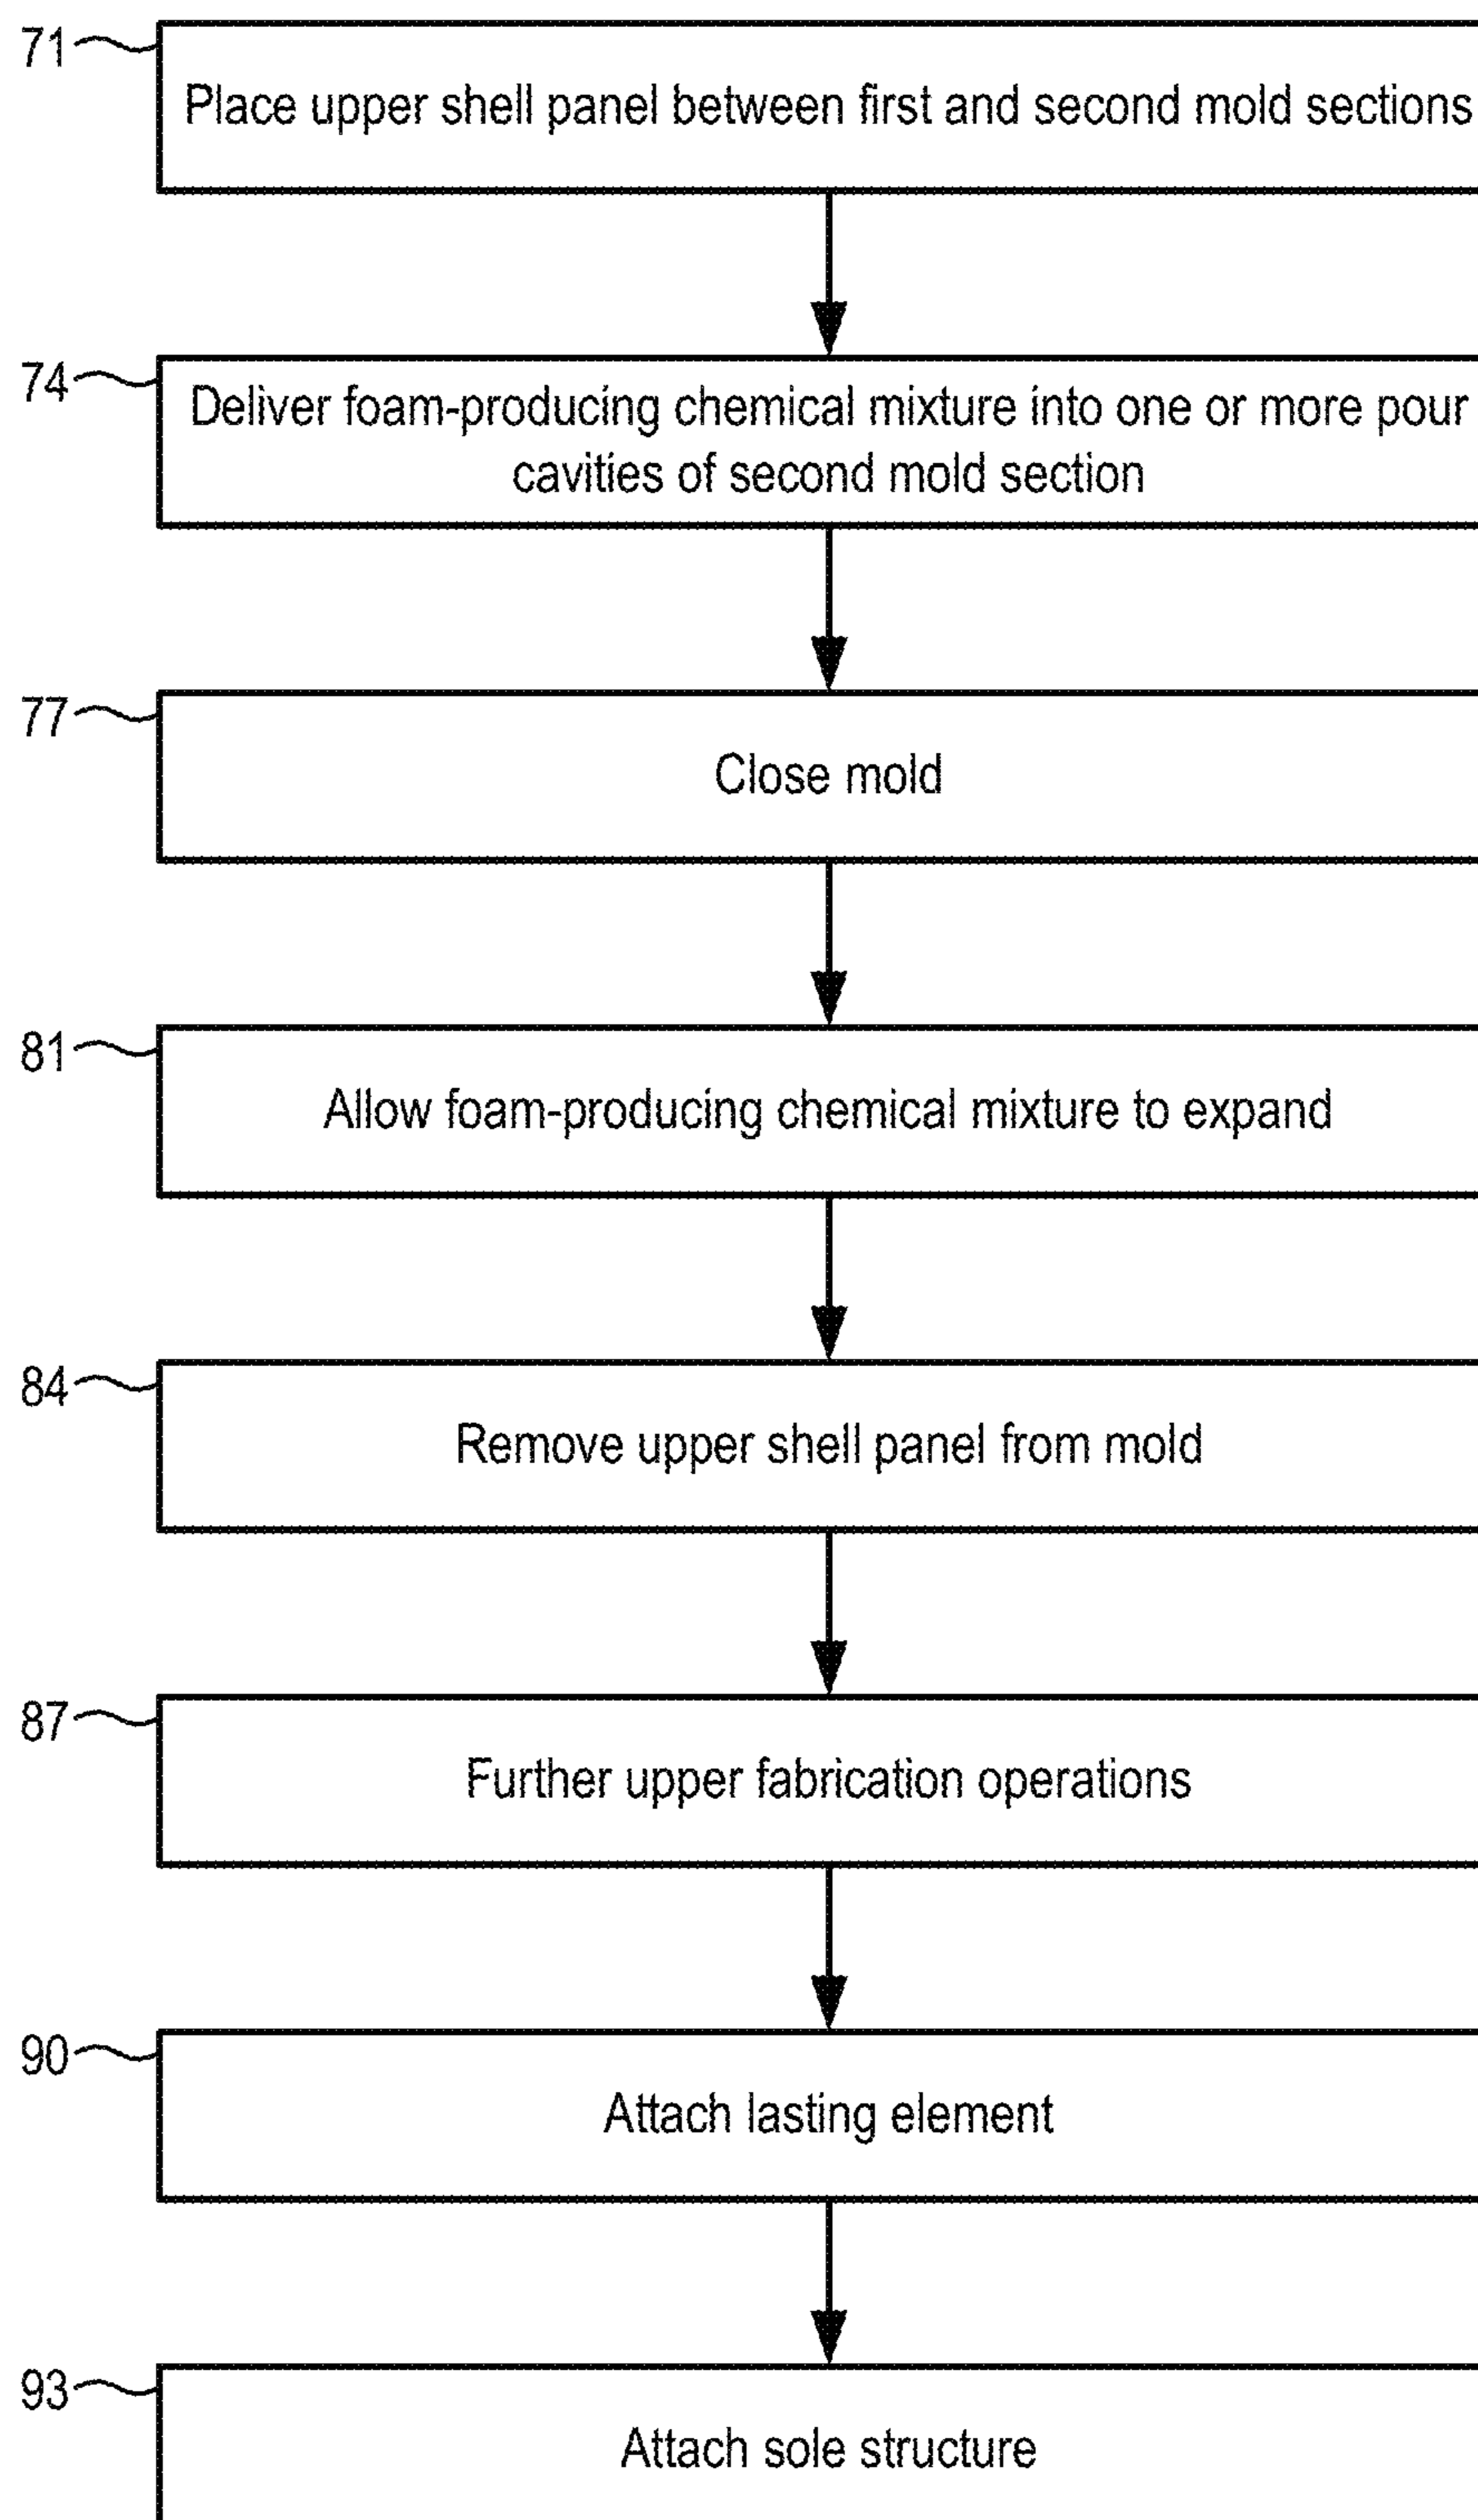 71
Place upper shell panel between first and second mold sections
74
Deliver foam-producing chemical mixture into one or more pour
cavities of second mold section
77
Close mold
81
Allow foam-producing chemical mixture to expand
84
Remove upper shell panel from mold
87
Further upper fabrication operations
90
Attach lasting element
93
Attach sole structure